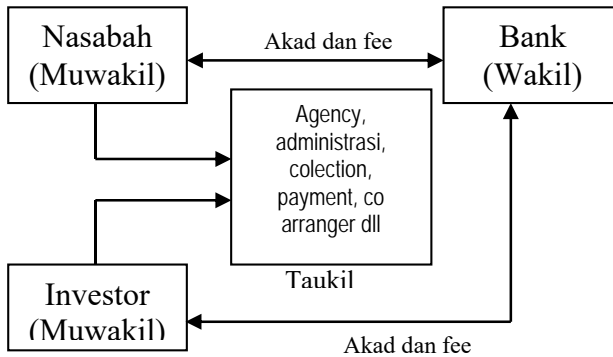 Nasabah
(Muwakil)
Akad dan fee
Bank
(Wakil)
Agency,
administrasi,
colection,
payment, co
arranger dll
Taukil
Investor
(Muwakil)
Akad dan fee